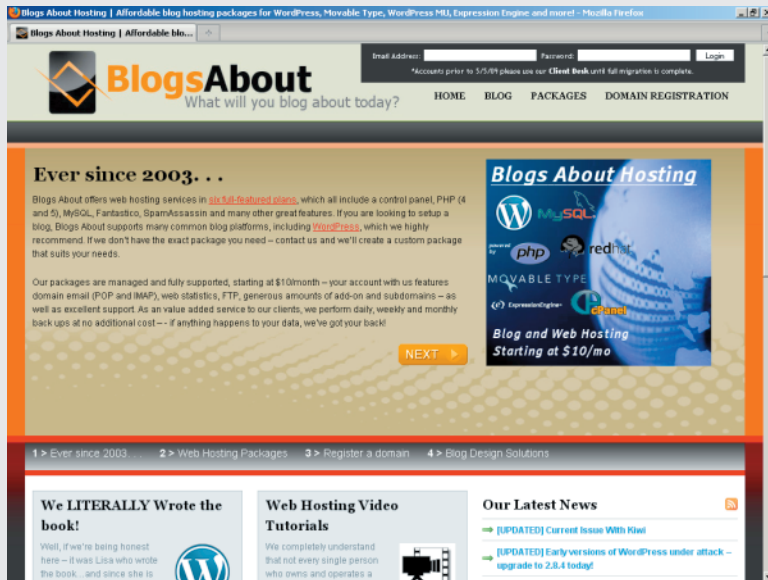 Blogs About Hosting | Affordable blog hosting packages for WordPress, Movable Type, WordPress MU, Expression Engine and more! - Mozilla Firefox
Blogs About Hosting | Affordable blo...
Email Address:
Password:
Login
*Accounts prior to 5/5/09 please use our Client Desk until full migration is complete.
BlogsAbout
What will you blog about today?
HOME BLOG PACKAGES DOMAIN REGISTRATION
Ever since 2003. . .
Blogs About offers web hosting services in six full-featured plans, which all include a control panel, PHP (4
and 5), MySQL, Fantastico, SpamAssassin and many other great features. If you are looking to setup a
blog, Blogs About supports many common blog platforms, including WordPress, which we highly
recommend. If we don't have the exact package you need – contact us and we'll create a custom package
that suits your needs.
Our packages are managed and fully supported, starting at $10/month – your account with us features
domain email (POP and IMAP), web statistics, FTP, generous amounts of add-on and subdomains – as
well as excellent support. As an value added service to our clients, we perform daily, weekly and monthly
back ups at no additional cost-- if anything happens to your data, we've got your back!
NEXT
Blogs About Hosting
MySQL
powered
by
php
redhat
MOVABLE TYPE
(e) ExpressionEngine
cPanel
Blog and Web Hosting
Starting at $10/mo
1 > Ever since 2003. . . 2 > Web Hosting Packages 3 > Register a domain 4 > Blog Design Solutions
We LITERALLY Wrote the
book!
Well, if we're being honest
here – it was Lisa who wrote
the book...and since she is
Web Hosting Video
Tutorials
We completely understand
that not every single person
who owns and operates a
Our Latest News
[UPDATED] Current Issue With Kiwi
[UPDATED] Early versions of WordPress under attack –
upgrade to 2.8.4 today!